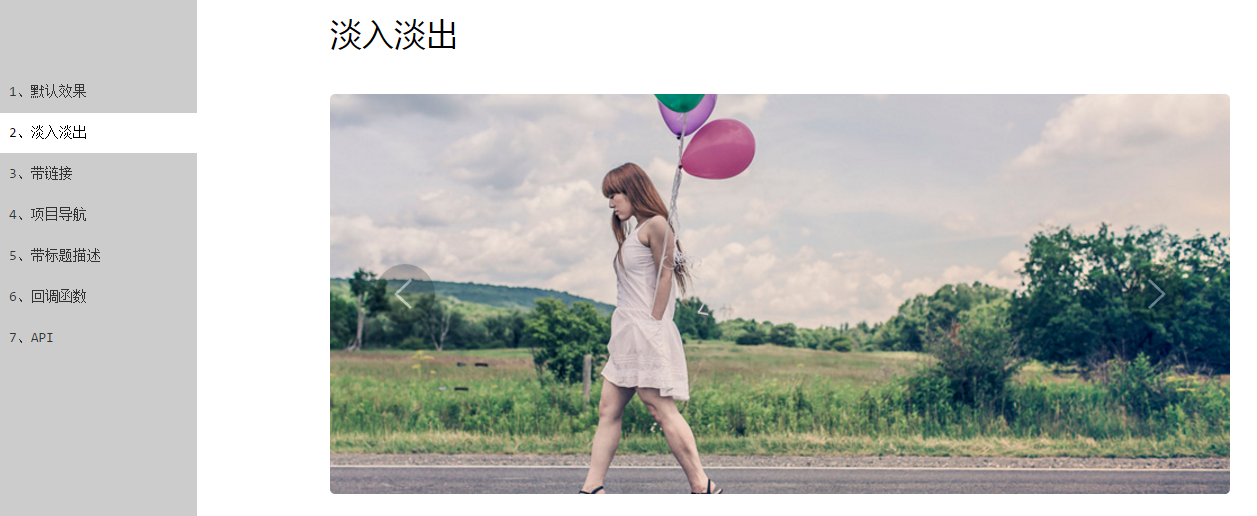 淡入淡出
1、默认效果
2、淡入淡出
3、带链接
4、项目导航
5、带标题描述
6、回调函数
7、API